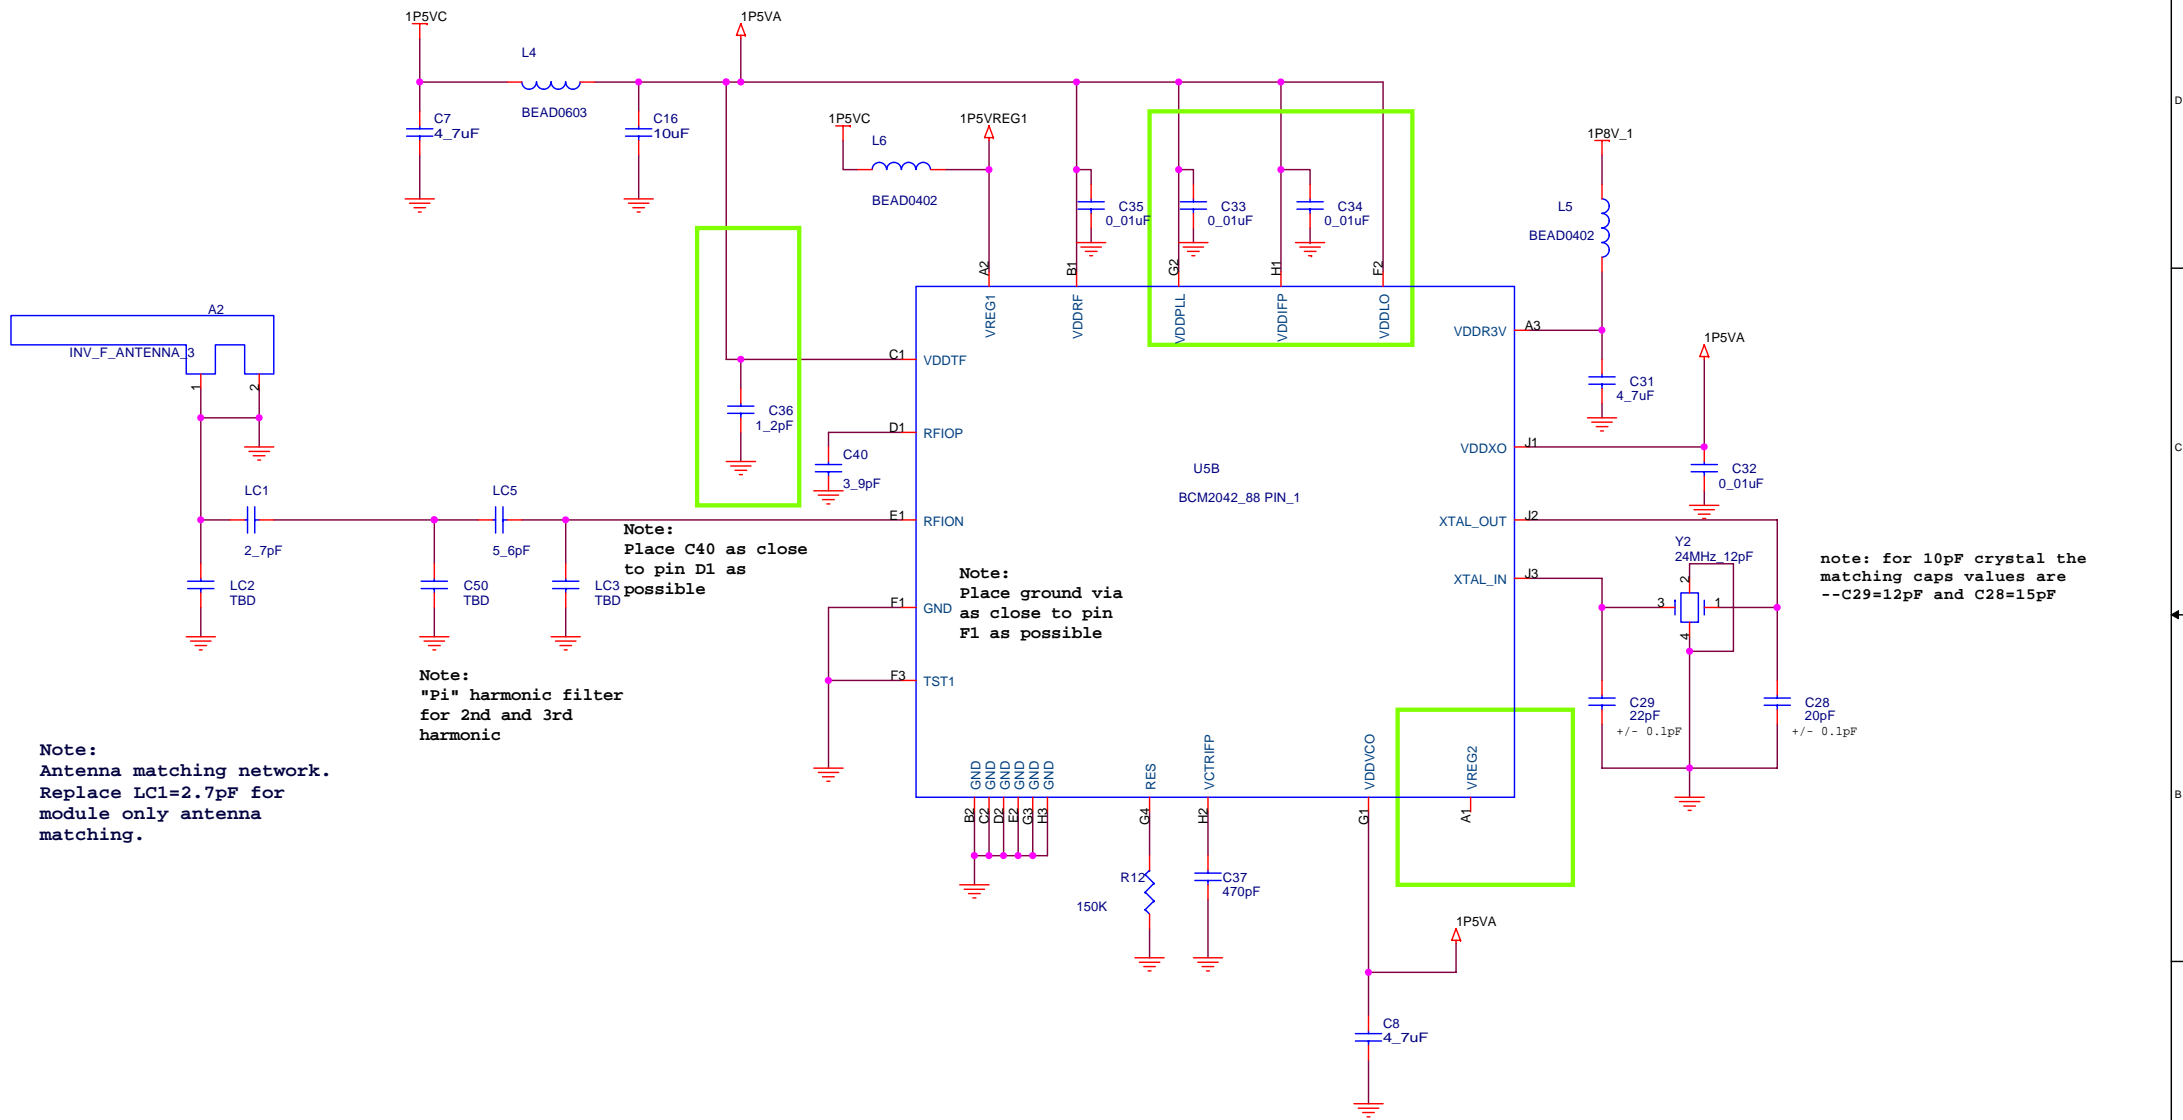 1P5VC
1P5VA
L4
BEAD0603
C7
4_7uF
C16
10uF
1P5VC
L6
BEAD0402
1P5VREG1
C35
0_01uF
C33
0_01uF
C34
0_01uF
1P8V_1
L5
BEAD0402
D
A2
B1
G2
H1
F2
VREG1
VDDRF
VDDPLL
VDDIFP
VDDLO
A2
INV_F_ANTENNA_3
1
2
C1
VDDTF
C36
1_2pF
D1
RFIOP
C40
3_9pF
VDDR3V
A3
1P5VA
C31
4_7uF
VDDXO
J1
C32
0_01uF
C
U5B
BCM2042_88 PIN_1
LC1
2_7pF
LC5
5_6pF
E1
RFION
LC2
TBD
C50
TBD
LC3
TBD
Note:
Place C40 as close
to pin D1 as
possible
XTAL_OUT
J2
XTAL_IN
J3
Y2
24MHz_12pF
2
3
1
4
note: for 10pF crystal the
matching caps values are
--C29=12pF and C28=15pF
F1
GND
Note:
Place ground via
as close to pin
F1 as possible
F3
TST1
Note:
"Pi" harmonic filter
for 2nd and 3rd
harmonic
C29
22pF
+/- 0.1pF
C28
20pF
+/- 0.1pF
Note:
Antenna matching network.
Replace LC1=2.7pF for
module only antenna
matching.
GND
GND
GND
GND
GND
GND
RES
VCTRIFP
VDDVCO
VREG2
B2
C2
D2
E2
G3
H3
G4
H2
G1
A1
B
R12
150K
C37
470pF
1P5VA
C8
4_7uF